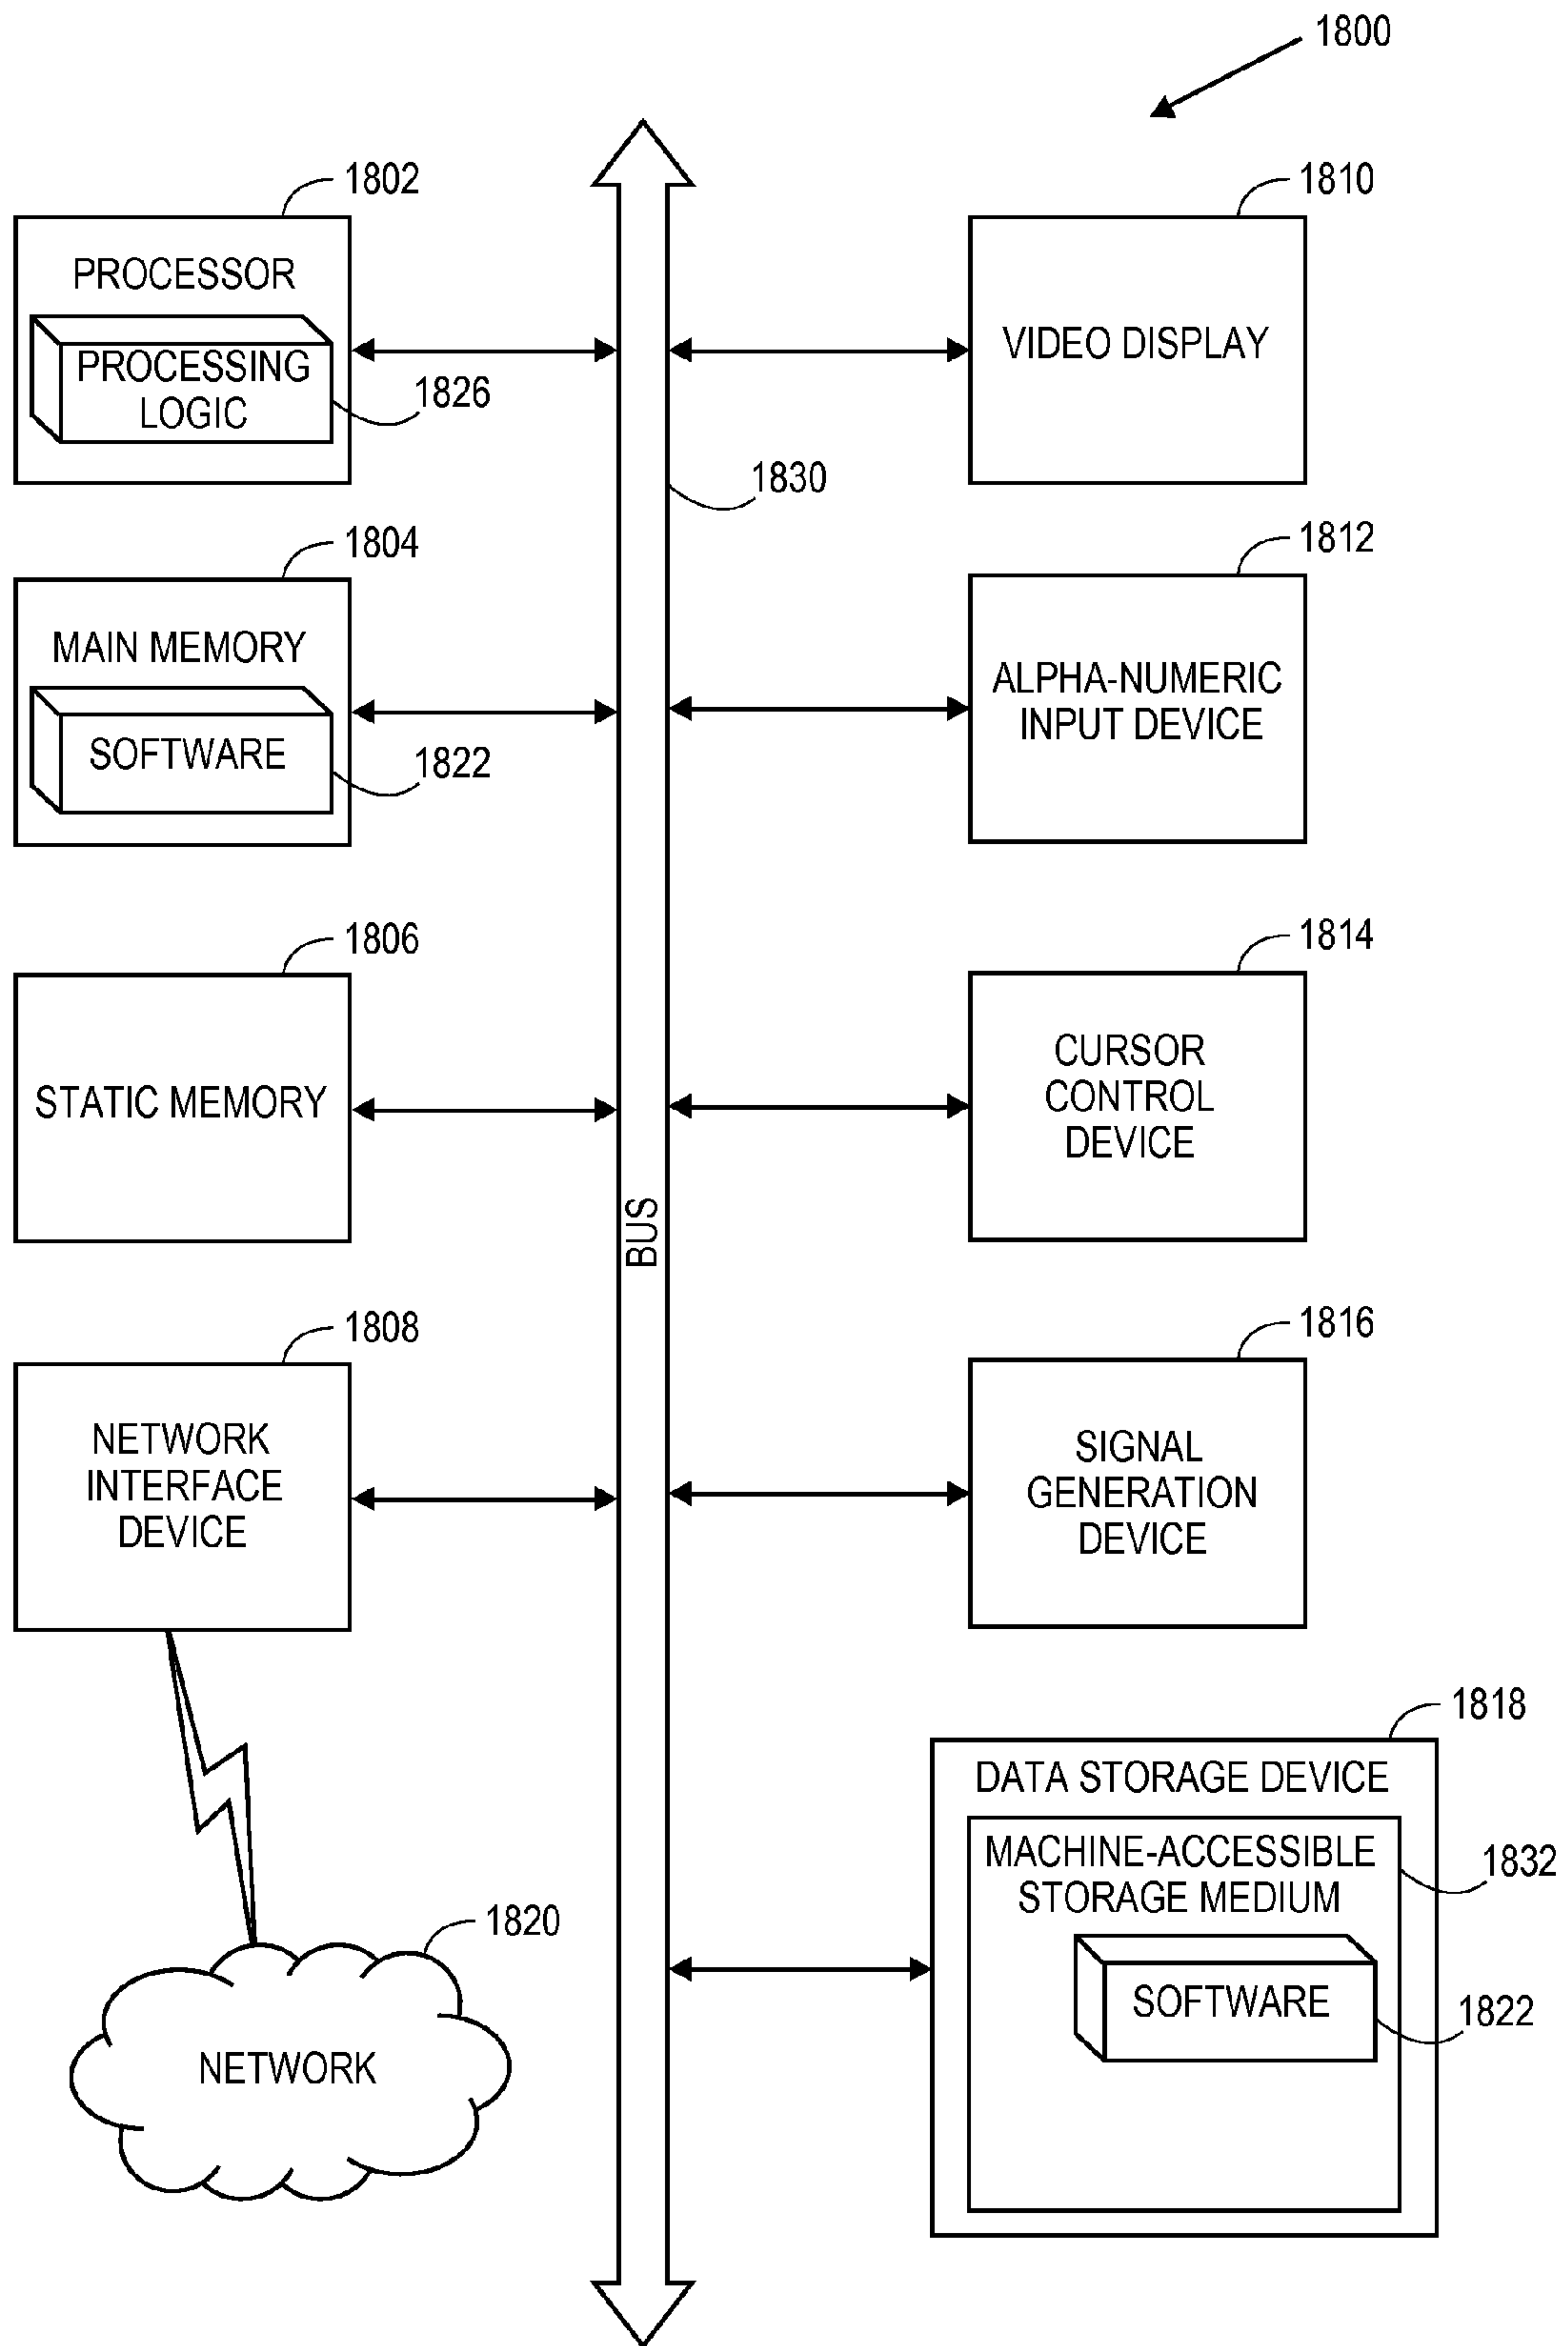 1800
1802
PROCESSOR
PROCESSING
LOGIC
1826
1804
MAIN MEMORY
SOFTWARE
1822
1806
STATIC MEMORY
1808
NETWORK
INTERFACE
DEVICE
1820
NETWORK
1830
BUS
1810
VIDEO DISPLAY
1812
ALPHA-NUMERIC
INPUT DEVICE
1814
CURSOR
CONTROL
DEVICE
1816
SIGNAL
GENERATION
DEVICE
1818
DATA STORAGE DEVICE
MACHINE-ACCESSIBLE
STORAGE MEDIUM
1832
SOFTWARE
1822